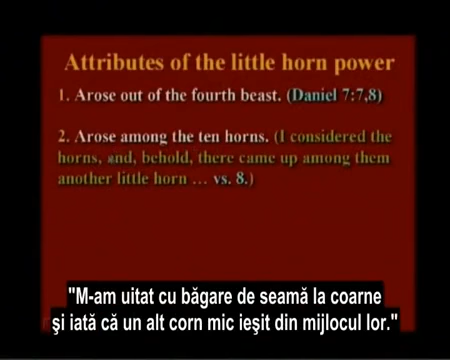 Attributes of the little horn power
1. Arose out of the fourth beast. (Daniel 7:7,8)
2. Arose among the ten horns. (I considered the
horns, and, behold, there came up among them
another little horn ... vs. 8.)
"M-am uitat cu băgare de seamă la coarne
şi iată că un alt corn mic ieşit din mijlocul lor."